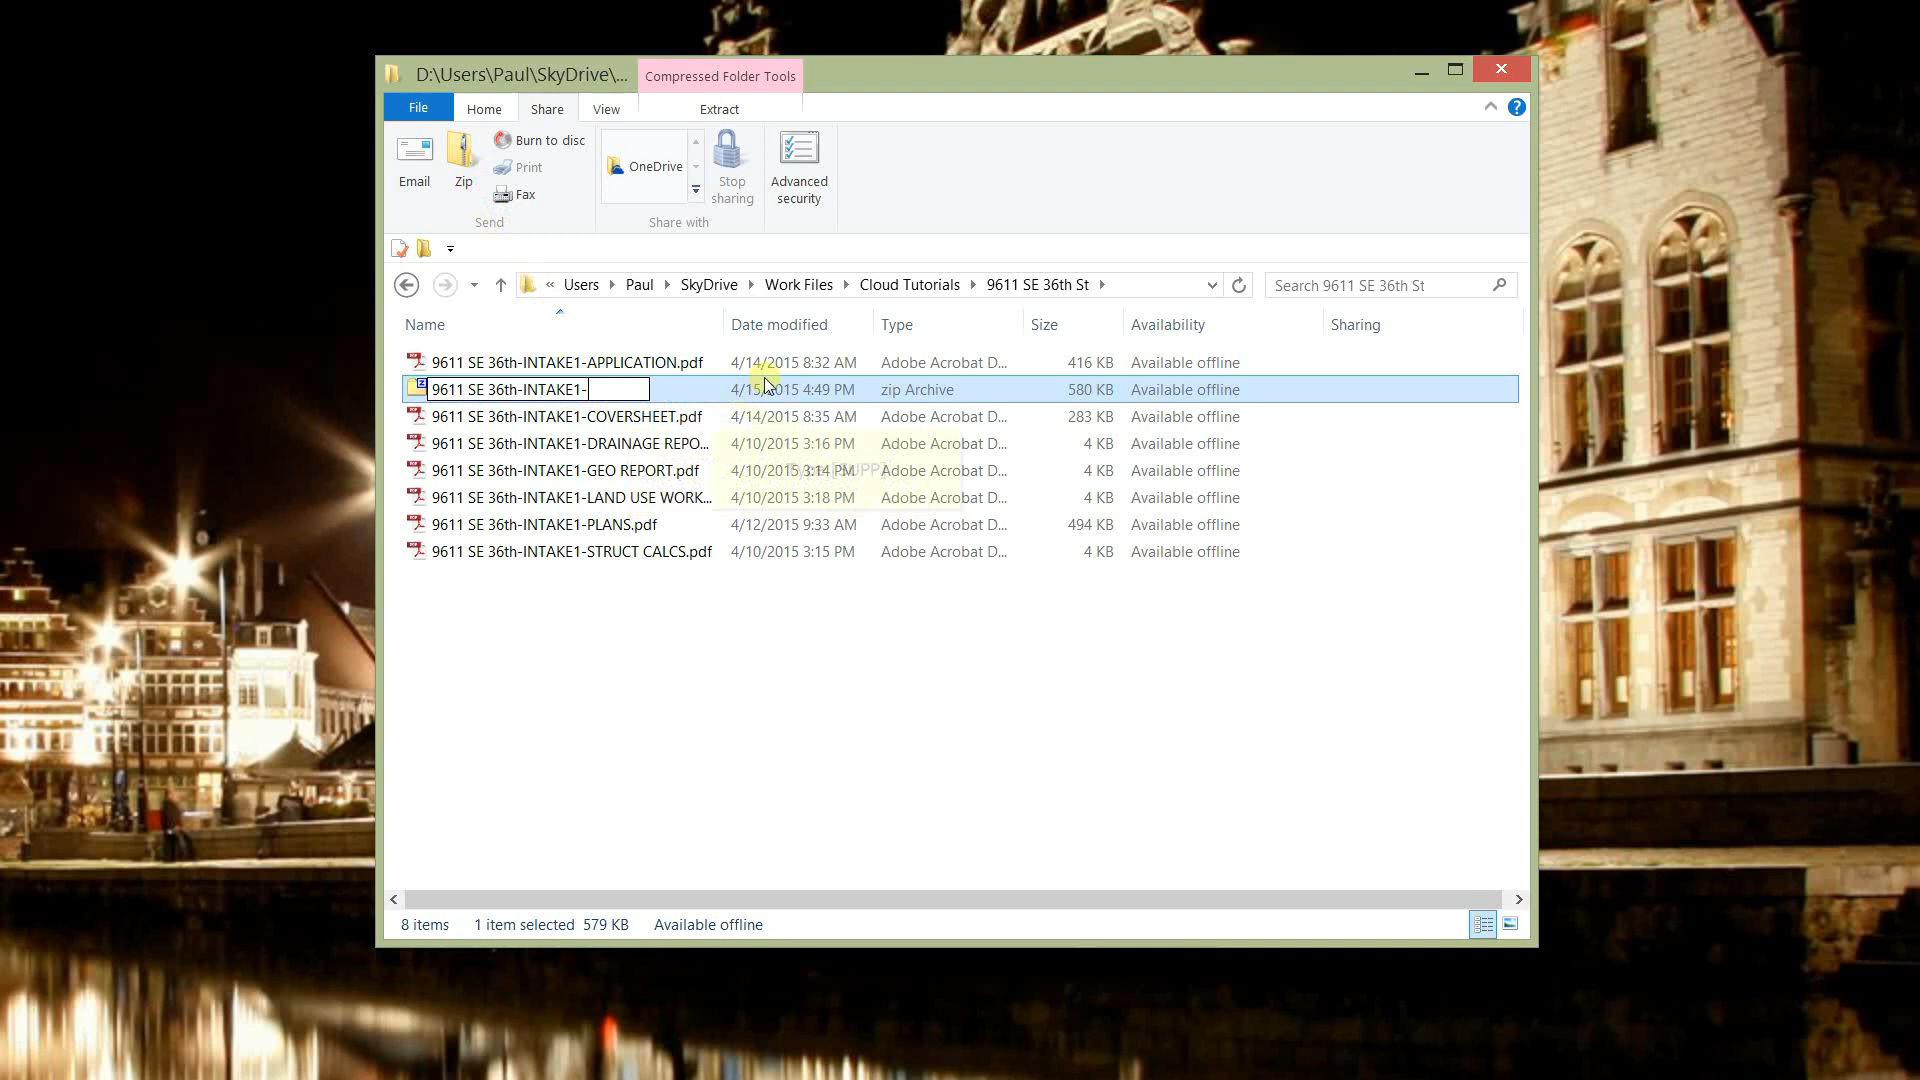 D:\Users\Paul\SkyDrive\...
Compressed Folder Tools
File
Home
Share
View
Extract
Email
Zip
Burn to disc
Print
Fax
Send
OneDrive
Stop sharing
Share with
Advanced security
« Users Paul SkyDrive Work Files Cloud Tutorials 9611 SE 36th St
Search 9611 SE 36th St
Name Date modified Type Size Availability Sharing
9611 SE 36th-INTAKE1-APPLICATION.pdf 4/14/2015 8:32 AM Adobe Acrobat D... 416 KB Available offline
9611 SE 36th-INTAKE1- 4/15/2015 4:49 PM zip Archive 580 KB Available offline
9611 SE 36th-INTAKE1-COVERSHEET.pdf 4/14/2015 8:35 AM Adobe Acrobat D... 283 KB Available offline
9611 SE 36th-INTAKE1-DRAINAGE REPO... 4/10/2015 3:16 PM Adobe Acrobat D... 4 KB Available offline
9611 SE 36th-INTAKE1-GEO REPORT.pdf 4/10/2015 3:14 PM Adobe Acrobat D... 4 KB Available offline
9611 SE 36th-INTAKE1-LAND USE WORK... 4/10/2015 3:18 PM Adobe Acrobat D... 4 KB Available offline
9611 SE 36th-INTAKE1-PLANS.pdf 4/12/2015 9:33 AM Adobe Acrobat D... 494 KB Available offline
9611 SE 36th-INTAKE1-STRUCT CALCS.pdf 4/10/2015 3:15 PM Adobe Acrobat D... 4 KB Available offline
8 items 1 item selected 579 KB Available offline